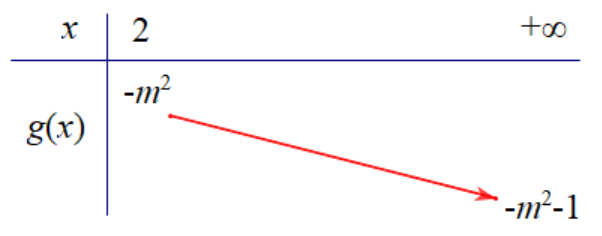 x 2 +∞
-m²
g(x)
-m²-1